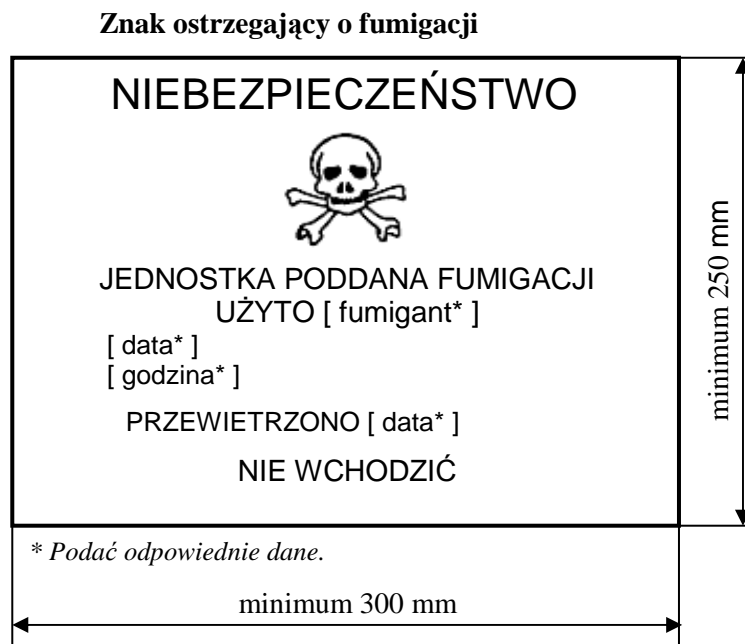 Znak ostrzegający o fumigacji
NIEBEZPIECZEŃSTWO
JEDNOSTKA PODDANA FUMIGACJI
UŻYTO [ fumigant* ]
[ data* ]
[ godzina* ]
PRZEWIETRZONO [ data* ]
NIE WCHODZIĆ
minimum 250 mm
* Podać odpowiednie dane.
minimum 300 mm